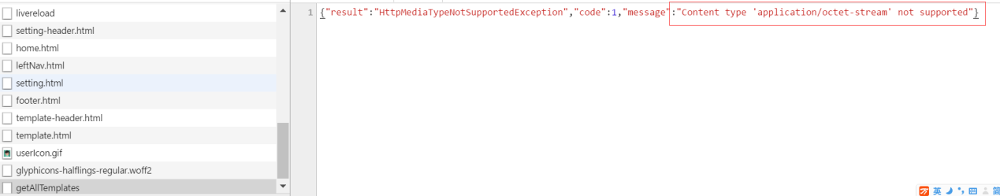 livereload
setting-header.html
home.html
leftNav.html
setting.html
footer.html
template-header.html
template.html
userIcon.gif
glyphicons-halflings-regular.woff2
getAllTemplates
1 {"result":"HttpMediaTypeNotSupportedException","code":1,"message":"Content type 'application/octet-stream' not supported"}
英 简